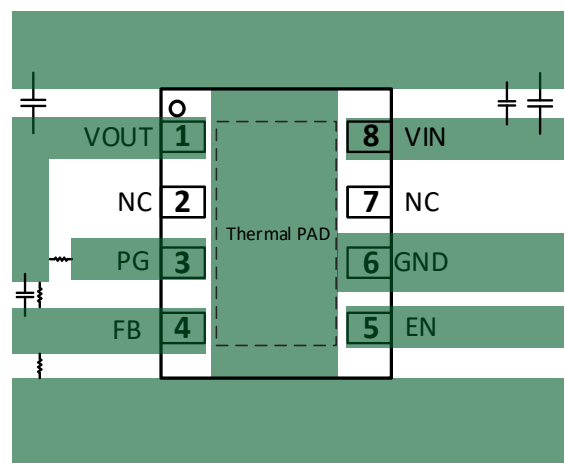 VOUT 1 8 VIN
NC 2 7 NC
Thermal PAD
PG 3 6 GND
FB 4 5 EN